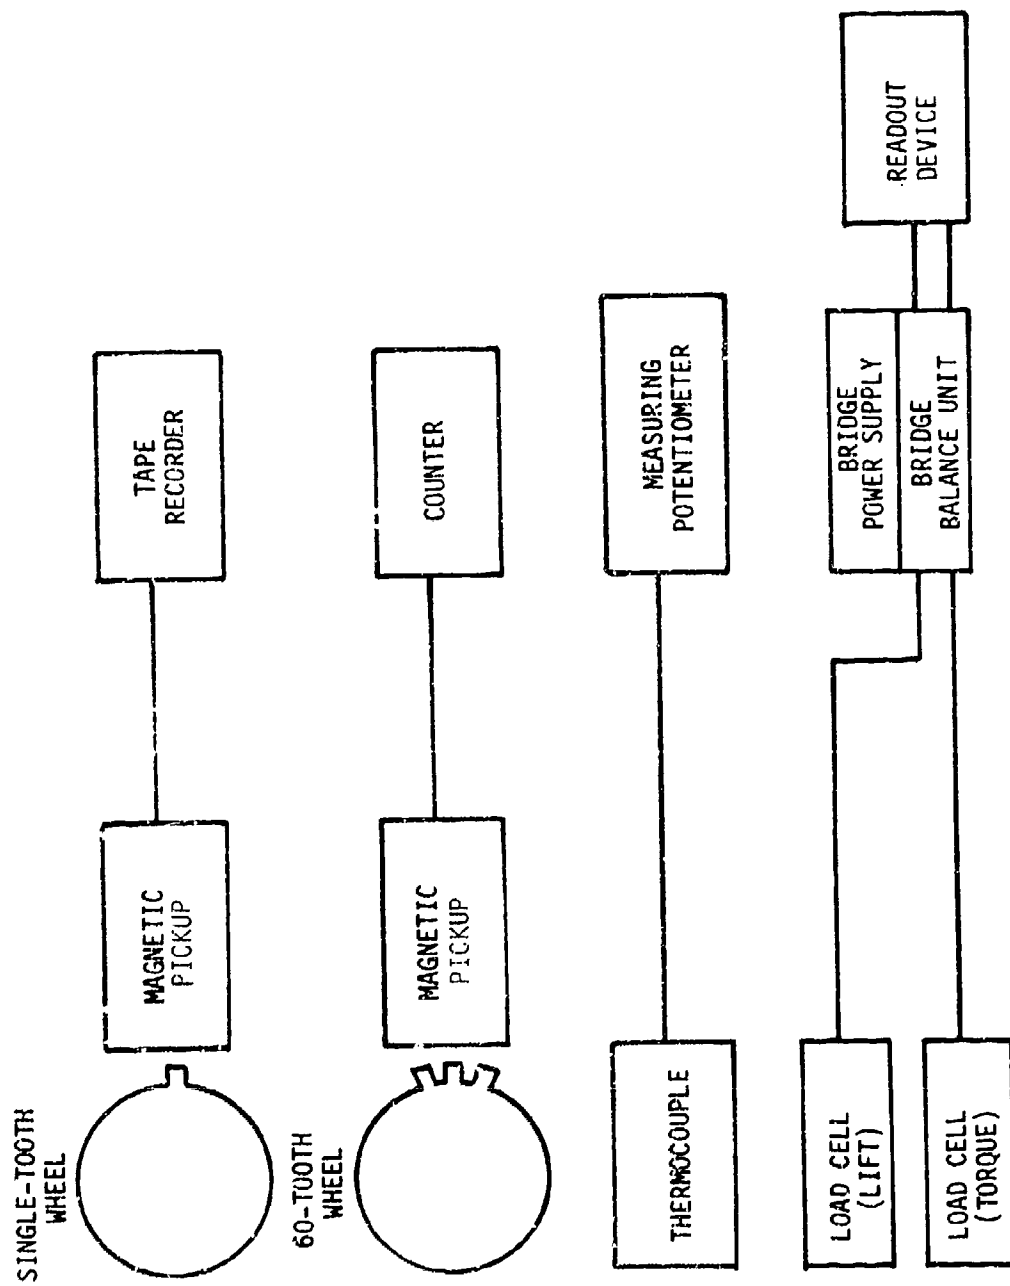 SINGLE-TOOTH
WHEEL
MAGNETIC
PICKUP
TAPE
RECORDER
60-TOOTH
WHEEL
MAGNETIC
PICKUP
COUNTER
THERMOCOUPLE
MEASURING
POTENTIOMETER
LOAD CELL
(LIFT)
LOAD CELL
(TORQUE)
BRIDGE
POWER SUPPLY
BRIDGE
BALANCE UNIT
READOUT
DEVICE